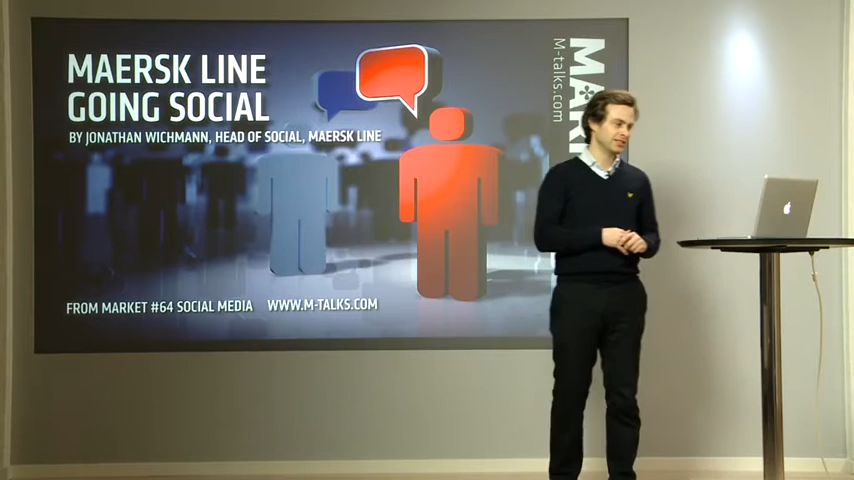 MAERSK LINE
GOING SOCIAL
BY JONATHAN WICHMANN, HEAD OF SOCIAL, MAERSK LINE
FROM MARKET #64 SOCIAL MEDIA WWW.M-TALKS.COM
M-talks.com